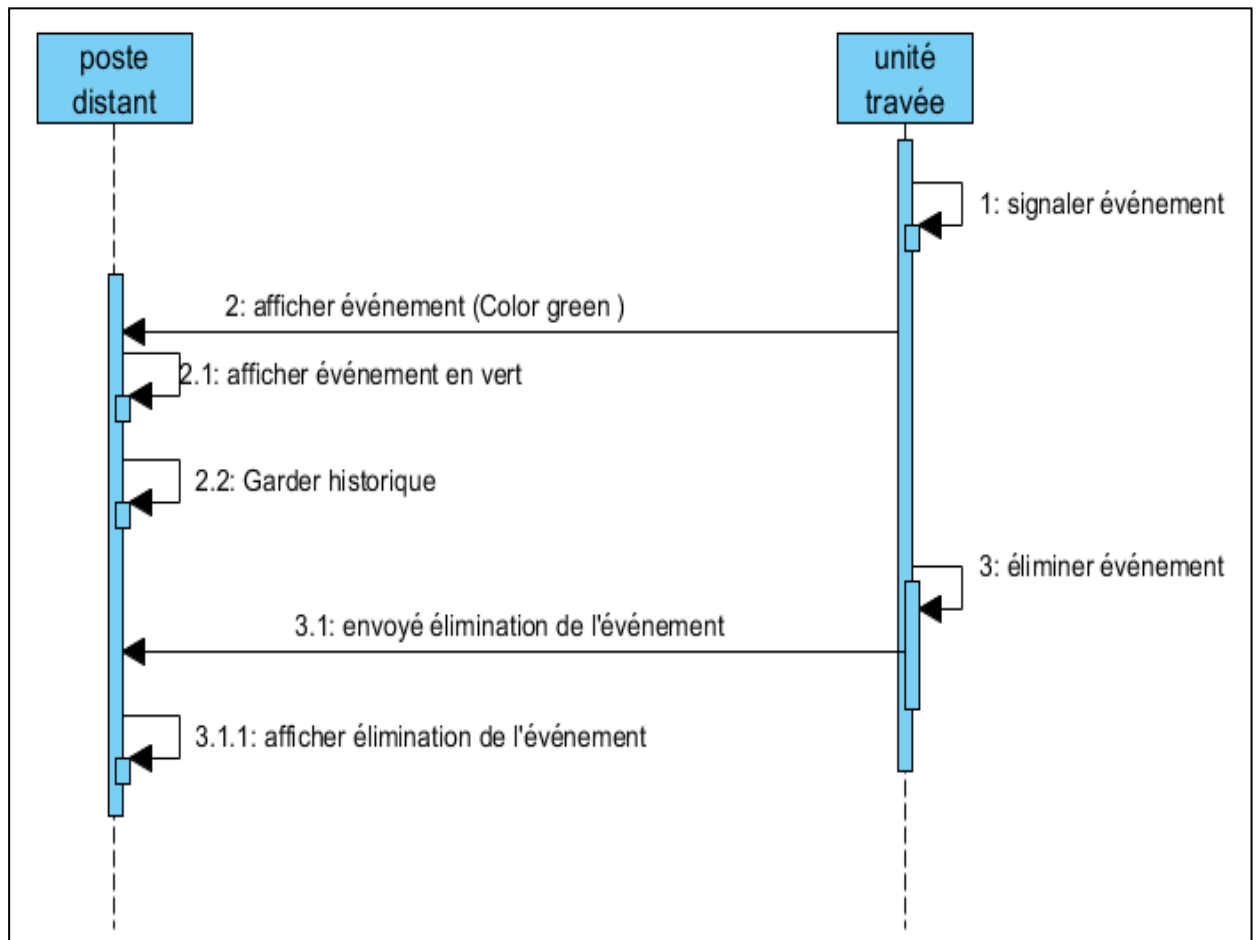 poste
distant
unité
travée
1: signaler événement
2: afficher événement (Color green )
2.1: afficher événement en vert
2.2: Garder historique
3: éliminer événement
3.1: envoyé élimination de l'événement
3.1.1: afficher élimination de l'événement